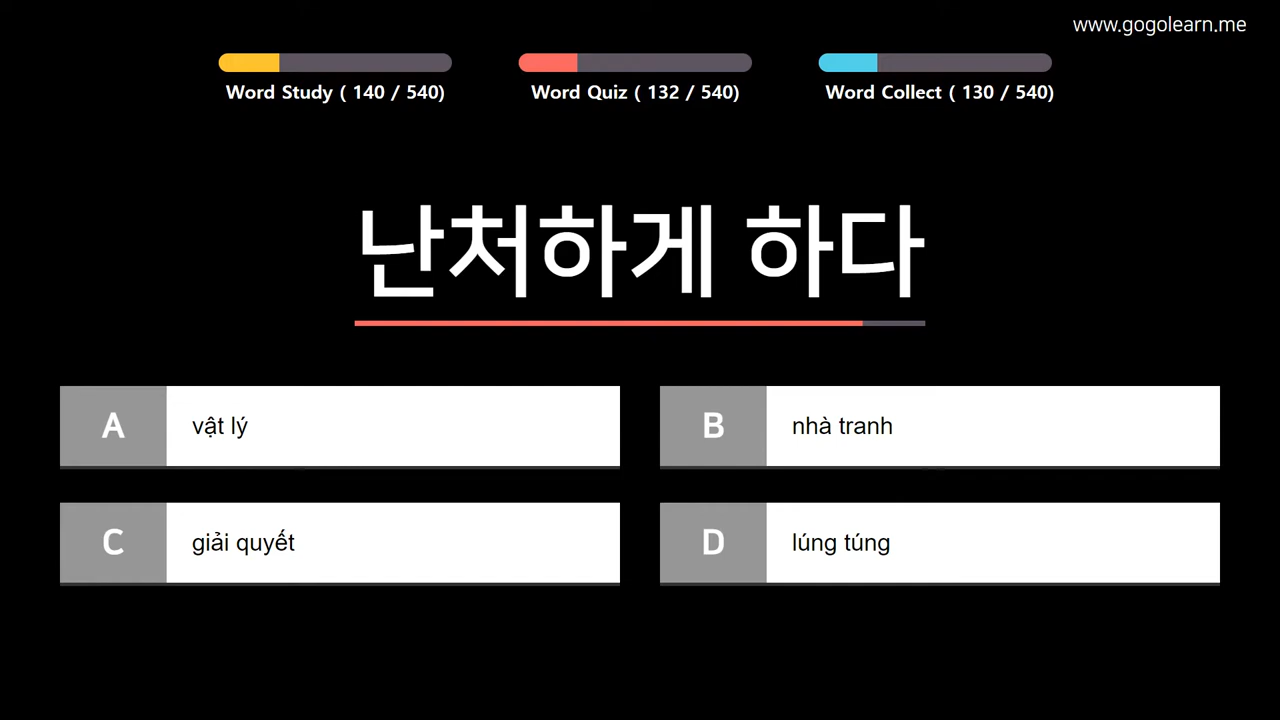 www.gogolearn.me
Word Study ( 140 / 540)
Word Quiz ( 132 / 540)
Word Collect ( 130 / 540)
난처하게 하다
A vật lý
B nhà tranh
C giải quyết
D lúng túng